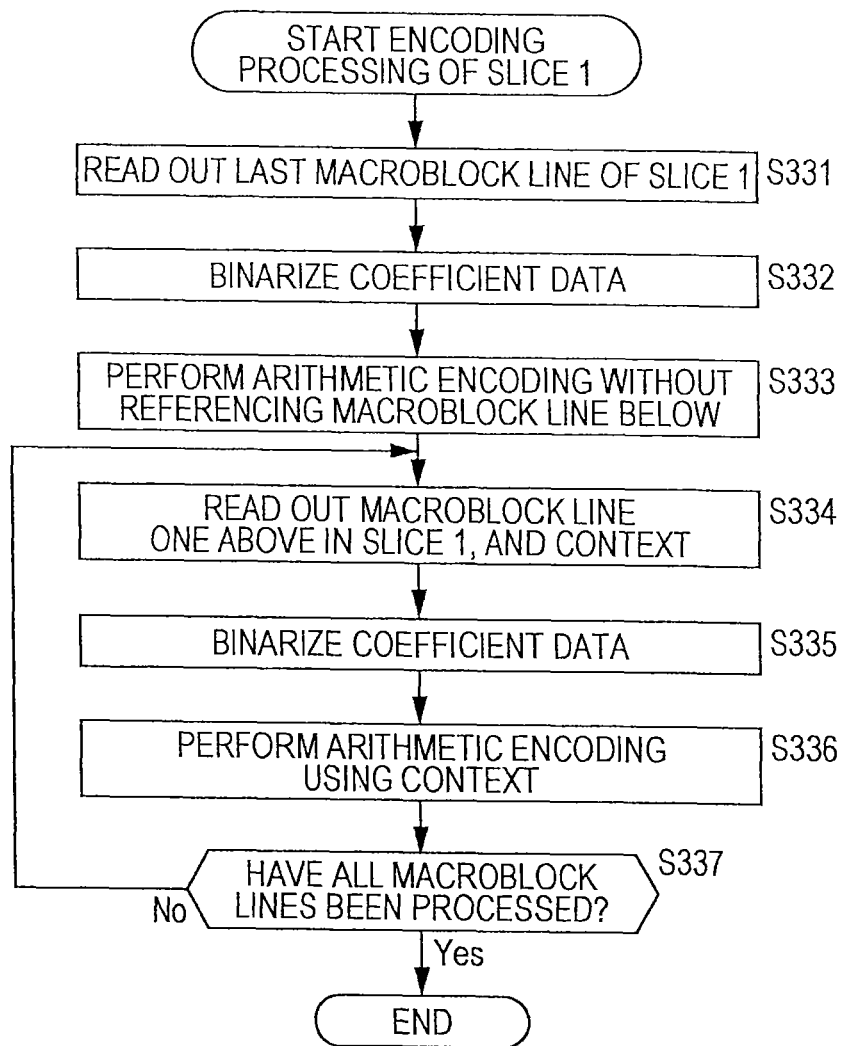 START ENCODING
PROCESSING OF SLICE 1
READ OUT LAST MACROBLOCK LINE OF SLICE 1
S331
BINARIZE COEFFICIENT DATA
S332
PERFORM ARITHMETIC ENCODING WITHOUT
REFERENCING MACROBLOCK LINE BELOW
S333
READ OUT MACROBLOCK LINE
ONE ABOVE IN SLICE 1, AND CONTEXT
S334
BINARIZE COEFFICIENT DATA
S335
PERFORM ARITHMETIC ENCODING
USING CONTEXT
S336
HAVE ALL MACROBLOCK
LINES BEEN PROCESSED?
S337
No
Yes
END